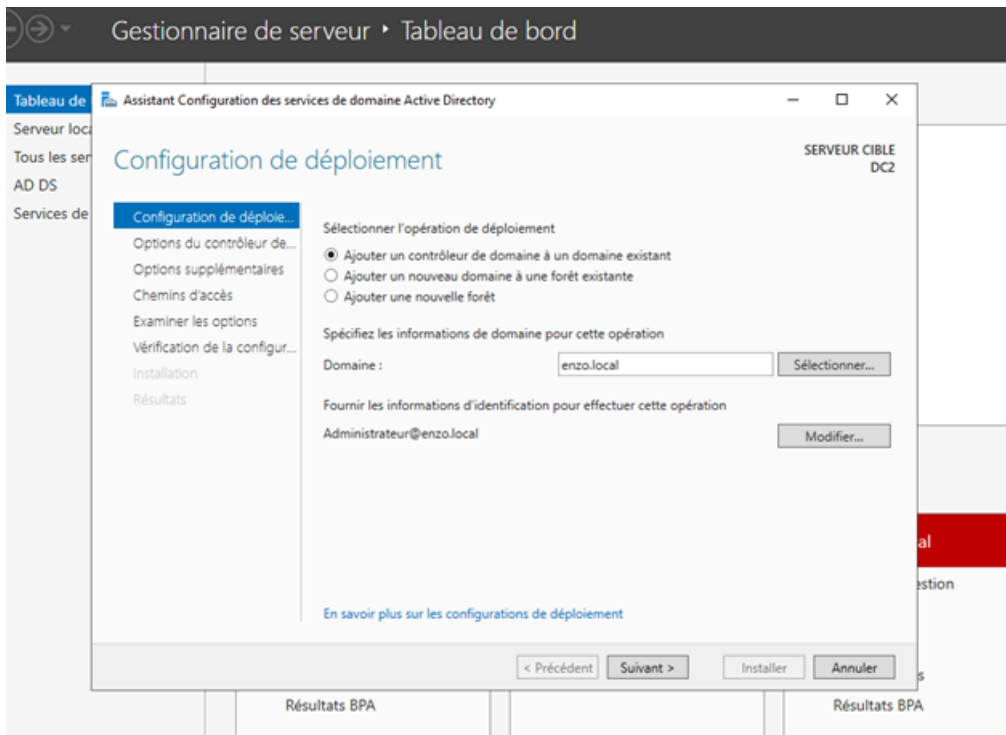 Gestionnaire de serveur ‣ Tableau de bord
Tableau de
Serveur loca
Tous les ser
AD DS
Services de
Assistant Configuration des services de domaine Active Directory
Configuration de déploiement
SERVEUR CIBLE
DC2
Configuration de déploie...
Options du contrôleur de...
Options supplémentaires
Chemins d'accès
Examiner les options
Vérification de la configur...
Installation
Résultats
Sélectionner l'opération de déploiement
Ajouter un contrôleur de domaine à un domaine existant
Ajouter un nouveau domaine à une forêt existante
Ajouter une nouvelle forêt
Spécifiez les informations de domaine pour cette opération
Domaine : enzo.local Sélectionner...
Fournir les informations d'identification pour effectuer cette opération
Administrateur@enzo.local Modifier...
En savoir plus sur les configurations de déploiement
< Précédent Suivant > Installer Annuler
al
estion
s
Résultats BPA
Résultats BPA